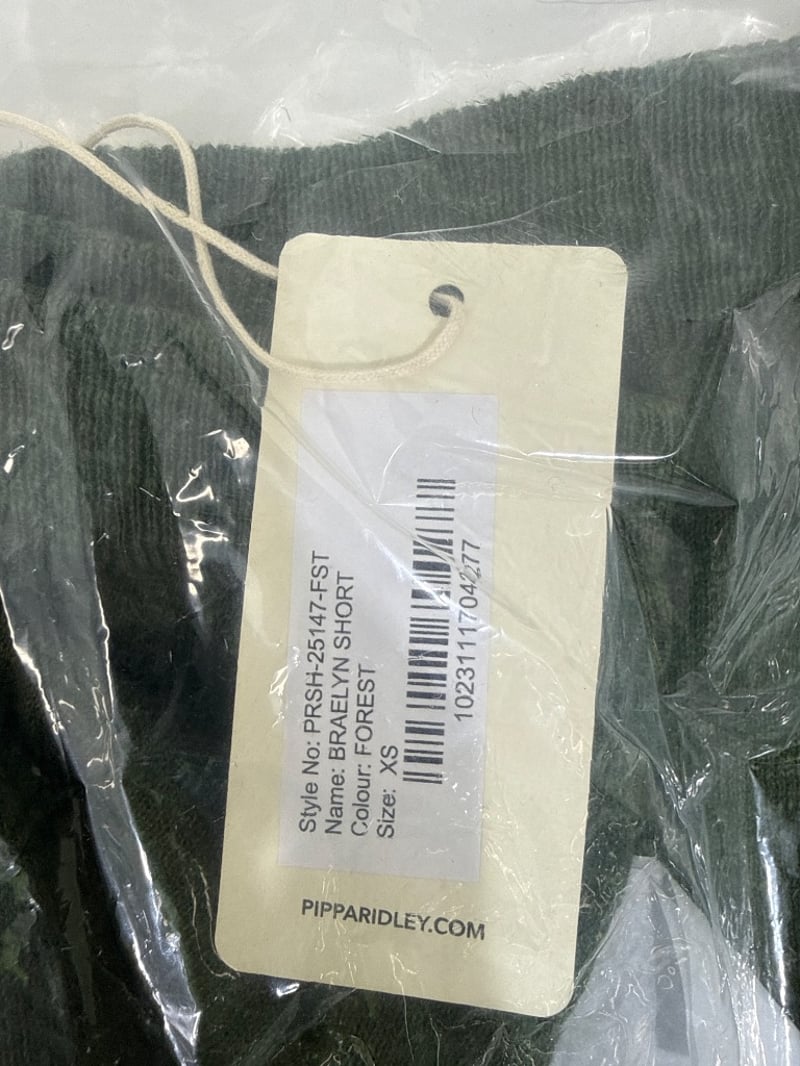 Style No: PRSH-25147-FST
Name: BRAELYN SHORT
Colour: FOREST
Size: XS
1023111704277
PIPPARIDLEY.COM